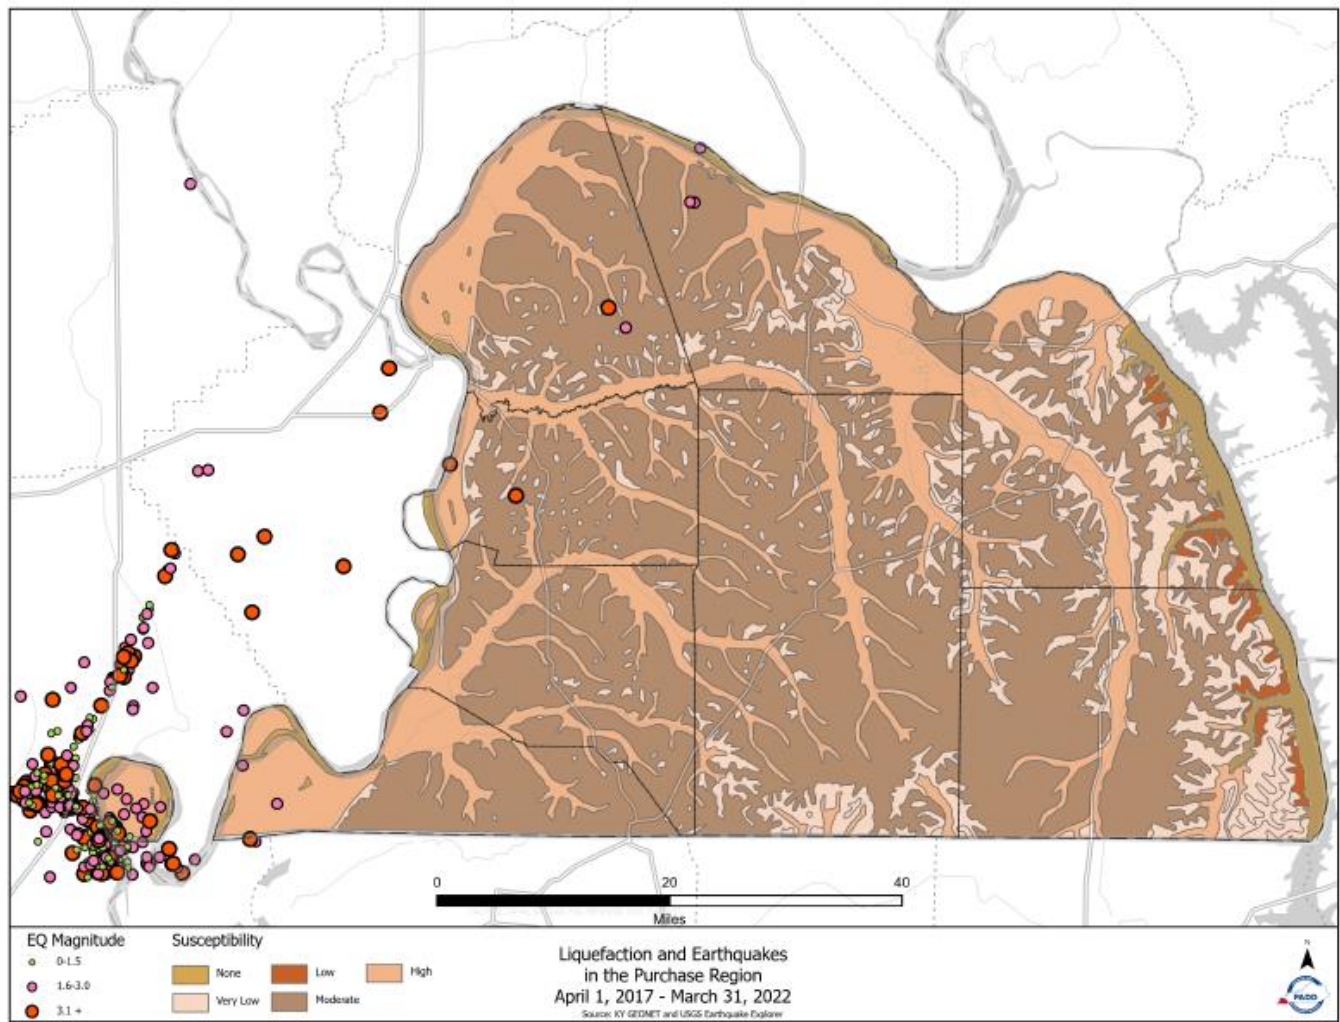 0
20
40
Miles
EQ Magnitude
0-1.5
1.6-3.0
3.1 +
Susceptibility
None
Low
High
Very Low
Moderate
Liquefaction and Earthquakes
in the Purchase Region
April 1, 2017 - March 31, 2022
Source: KY GEONET and USGS Earthquake Explorer
N
PADD